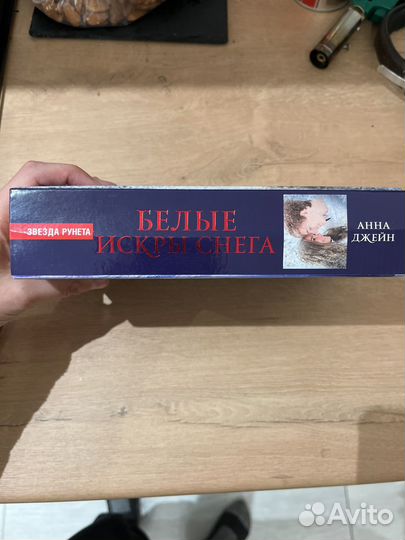 ЗВЕЗДА РУНЕТА
БЕЛЫЕ
ИСКРЫ СНЕГА
АННА
ДЖЕЙН
Avito